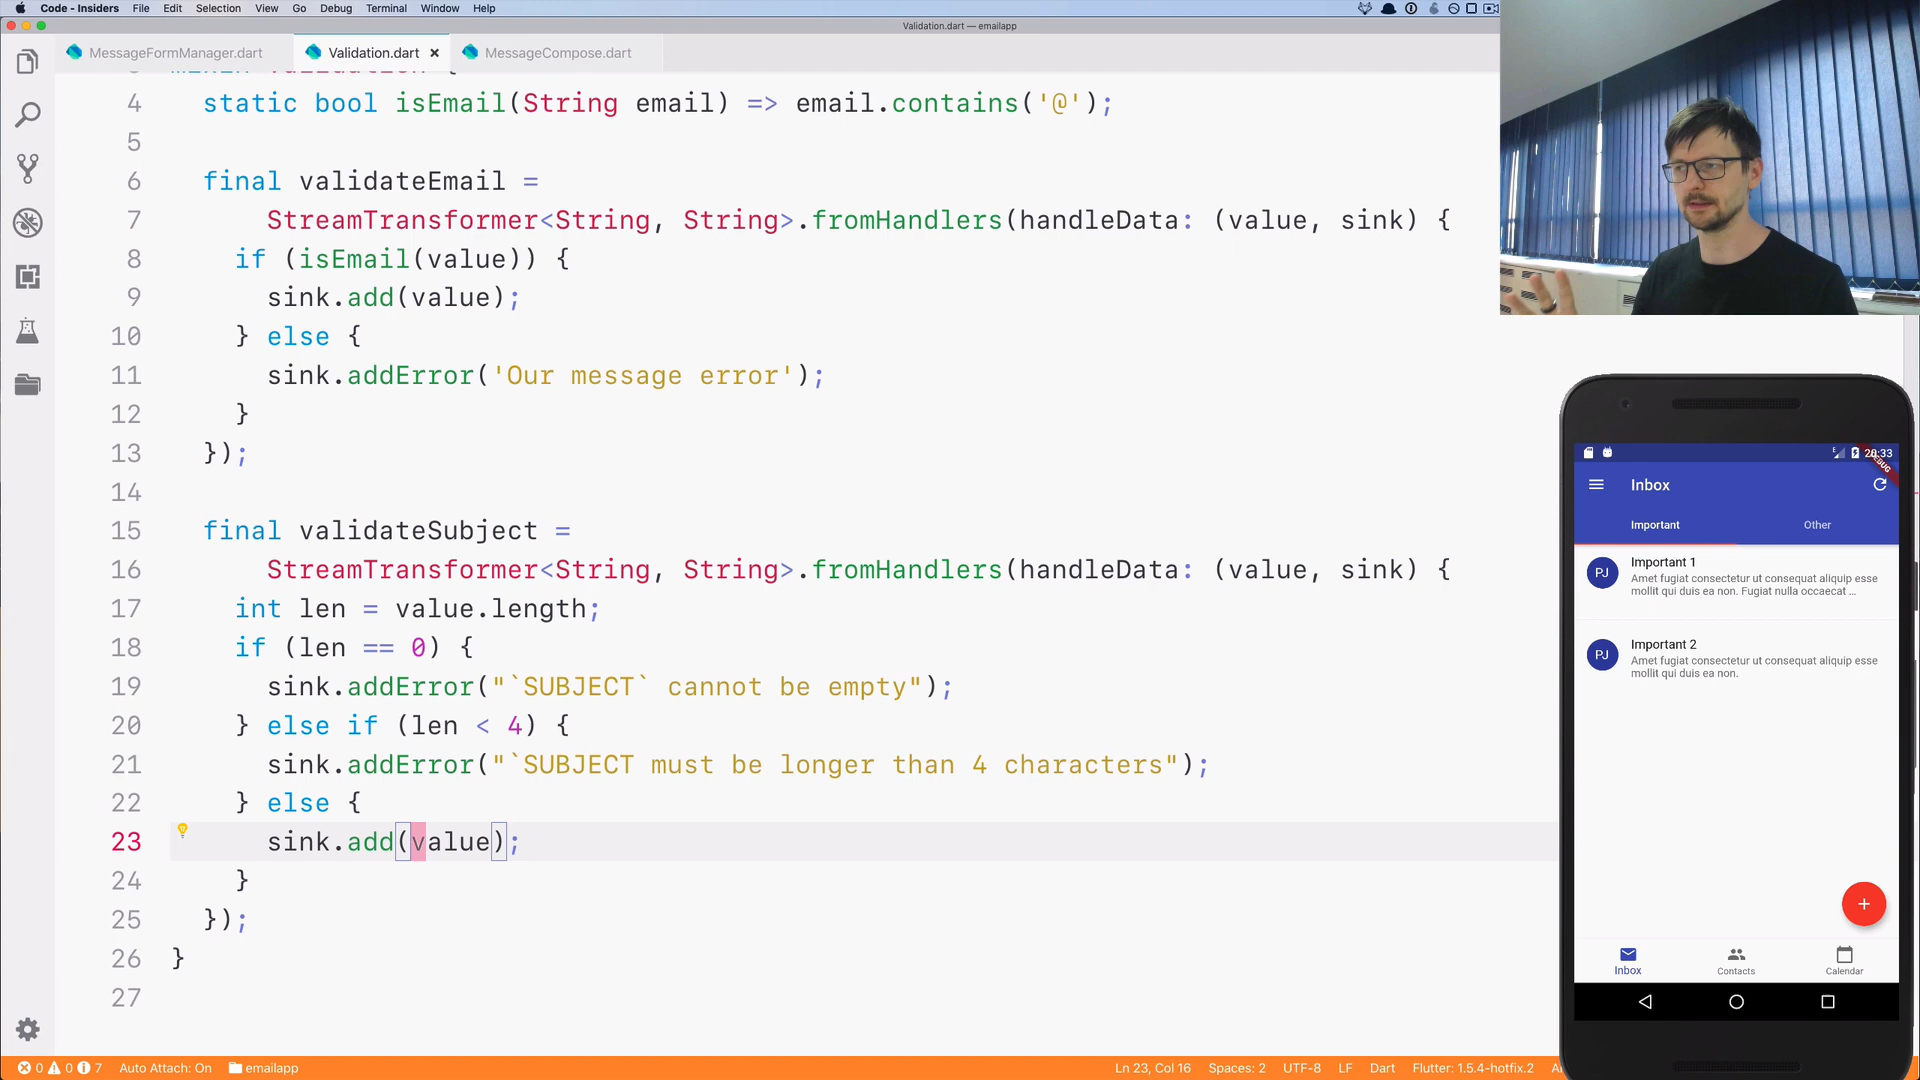 Code - Insiders File Edit Selection View Go Debug Terminal Window Help
Validation.dart — emailapp
MessageFormManager.dart Validation.dart MessageCompose.dart
4 static bool isEmail(String email) => email.contains('@');
5
6 final validateEmail =
7 StreamTransformer<String, String>.fromHandlers(handleData: (value, sink) {
8 if (isEmail(value)) {
9 sink.add(value);
10 } else {
11 sink.addError('Our message error');
12 }
13 });
14
15 final validateSubject =
16 StreamTransformer<String, String>.fromHandlers(handleData: (value, sink) {
17 int len = value.length;
18 if (len == 0) {
19 sink.addError("`SUBJECT` cannot be empty");
20 } else if (len < 4) {
21 sink.addError("`SUBJECT must be longer than 4 characters");
22 } else {
23 sink.add(value);
24 }
25 });
26 }
27
0 0 7 Auto Attach: On emailapp Ln 23, Col 16 Spaces: 2 UTF-8 LF Dart Flutter: 1.5.4-hotfix.2
20:33
DEBUG
Inbox
Important Other
PJ Important 1
Amet fugiat consectetur ut consequat aliquip esse
mollit qui duis ea non. Fugiat nulla occaecat ...
PJ Important 2
Amet fugiat consectetur ut consequat aliquip esse
mollit qui duis ea non.
+
Inbox Contacts Calendar